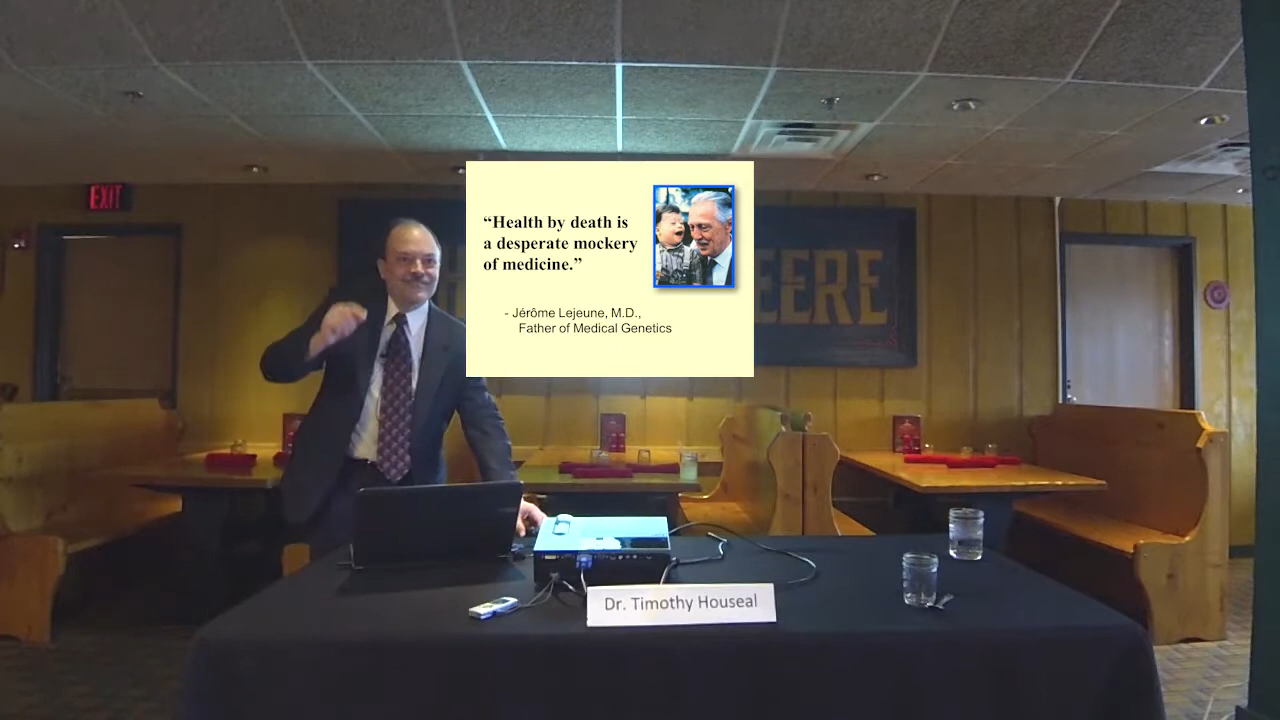 EXIT
“Health by death is
a desperate mockery
of medicine.”
- Jérôme Lejeune, M.D.,
Father of Medical Genetics
EERE
Dr. Timothy Houseal